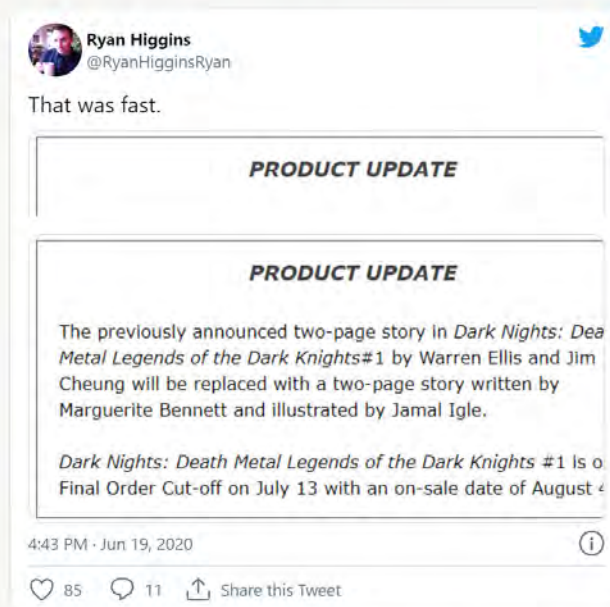 Ryan Higgins
@RyanHigginsRyan
That was fast.
PRODUCT UPDATE
PRODUCT UPDATE
The previously announced two-page story in Dark Nights: Dea
Metal Legends of the Dark Knights#1 by Warren Ellis and Jim
Cheung will be replaced with a two-page story written by
Marguerite Bennett and illustrated by Jamal Igle.
Dark Nights: Death Metal Legends of the Dark Knights #1 is o
Final Order Cut-off on July 13 with an on-sale date of August 4
4:43 PM · Jun 19, 2020
85 11 Share this Tweet